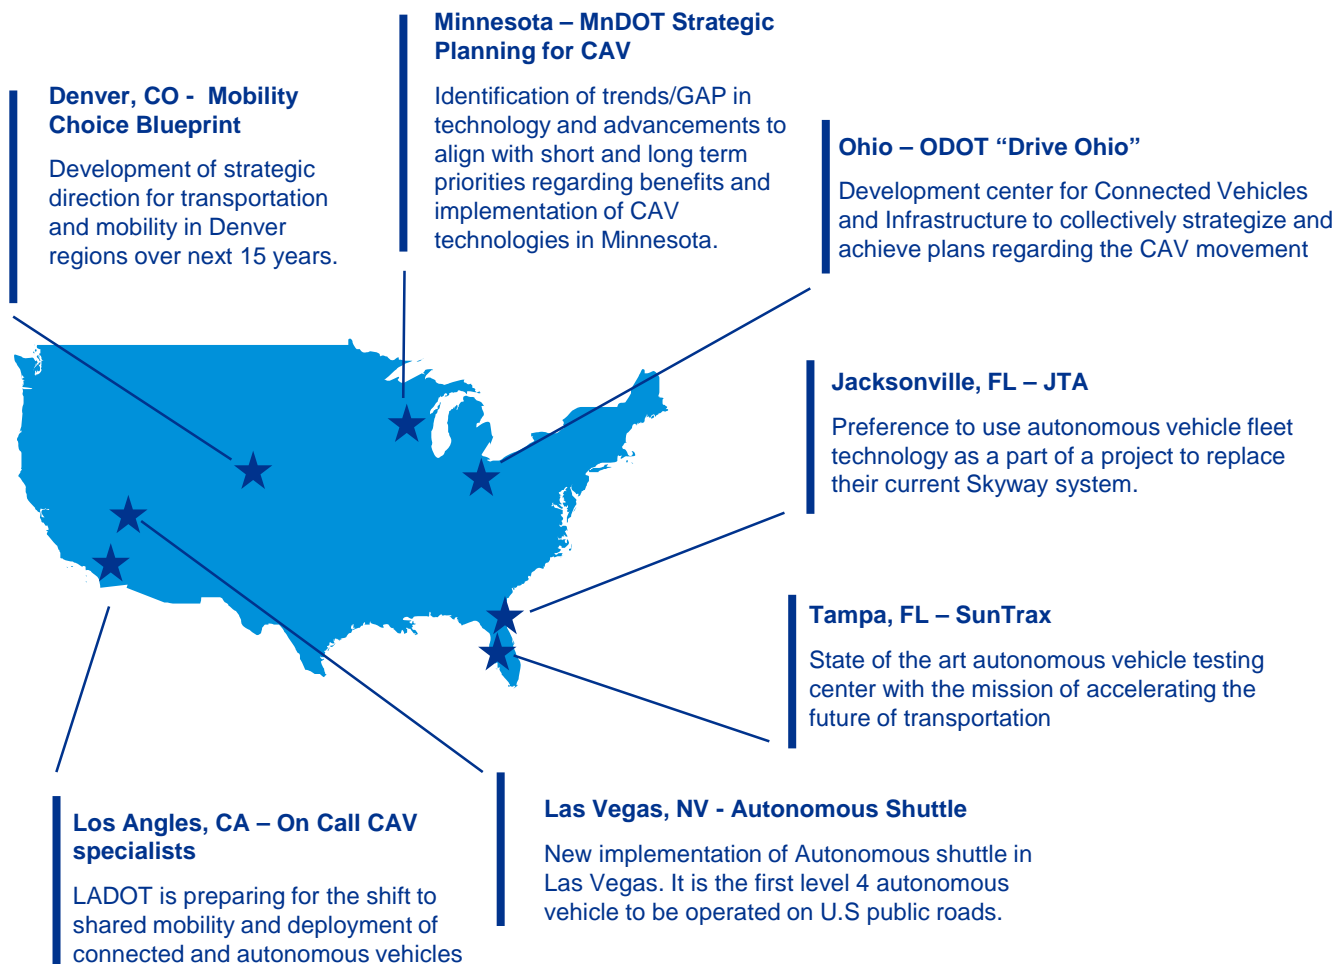 Minnesota – MnDOT Strategic
Planning for CAV
Identification of trends/GAP in
technology and advancements to
align with short and long term
priorities regarding benefits and
implementation of CAV
technologies in Minnesota.
Denver, CO - Mobility
Choice Blueprint
Development of strategic
direction for transportation
and mobility in Denver
regions over next 15 years.
Ohio – ODOT “Drive Ohio”
Development center for Connected Vehicles
and Infrastructure to collectively strategize and
achieve plans regarding the CAV movement
Jacksonville, FL – JTA
Preference to use autonomous vehicle fleet
technology as a part of a project to replace
their current Skyway system.
Tampa, FL – SunTrax
State of the art autonomous vehicle testing
center with the mission of accelerating the
future of transportation
Los Angles, CA – On Call CAV
specialists
LADOT is preparing for the shift to
shared mobility and deployment of
connected and autonomous vehicles
Las Vegas, NV - Autonomous Shuttle
New implementation of Autonomous shuttle in
Las Vegas. It is the first level 4 autonomous
vehicle to be operated on U.S public roads.